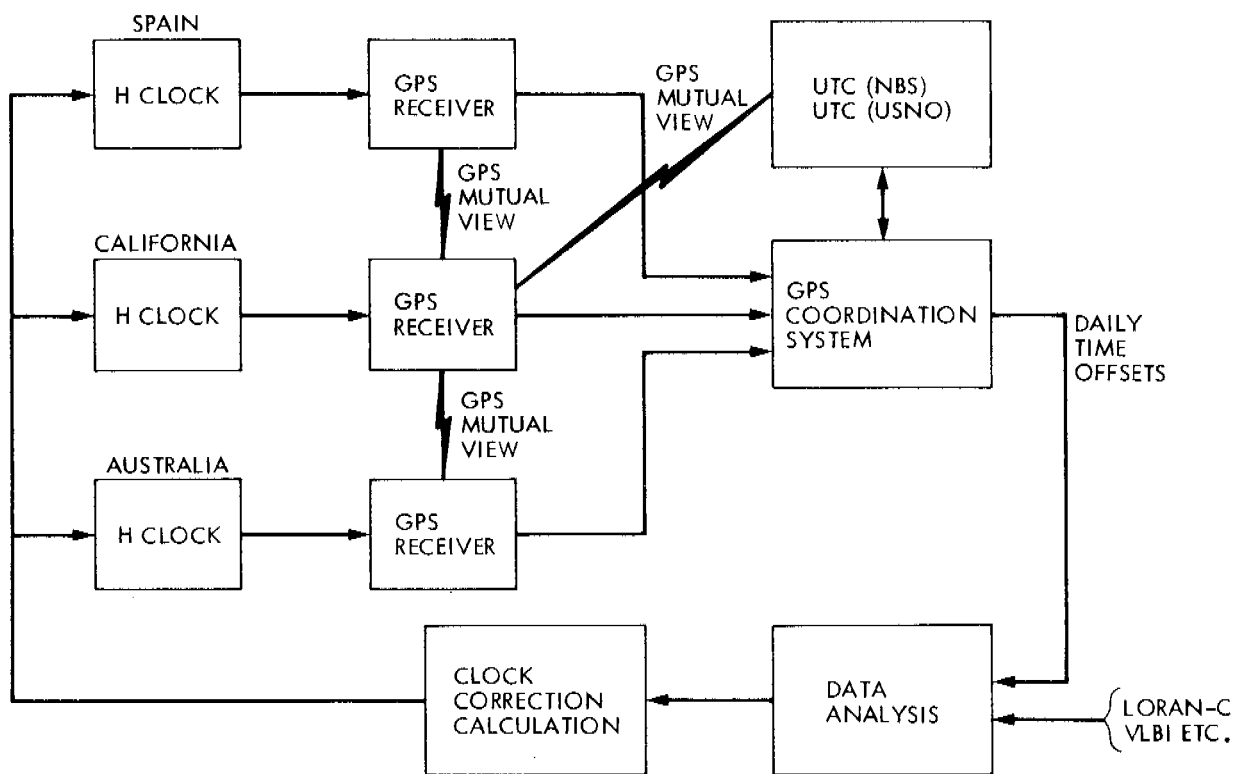 SPAIN
H CLOCK
GPS
RECEIVER
GPS
MUTUAL
VIEW
UTC (NBS)
UTC (USNO)
GPS
MUTUAL
VIEW
CALIFORNIA
H CLOCK
GPS
RECEIVER
GPS
COORDINATION
SYSTEM
DAILY
TIME
OFFSETS
GPS
MUTUAL
VIEW
AUSTRALIA
H CLOCK
GPS
RECEIVER
CLOCK
CORRECTION
CALCULATION
DATA
ANALYSIS
LORAN-C
VLBI ETC.